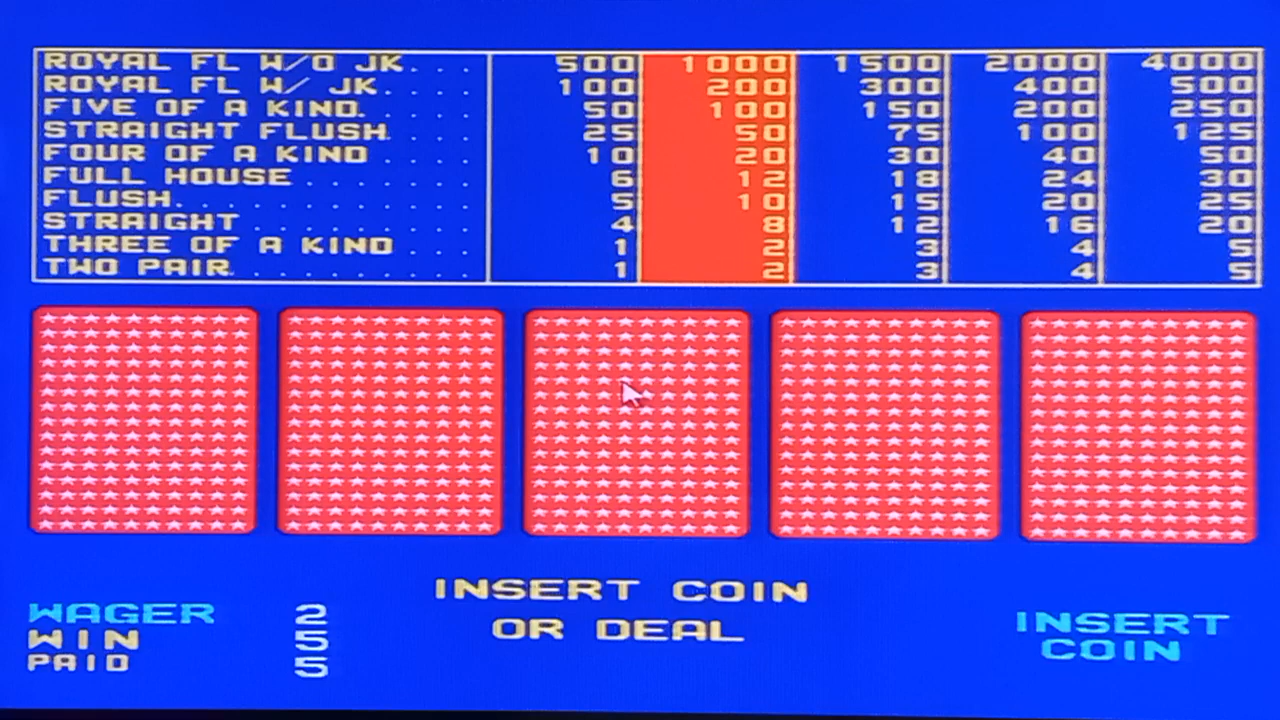 ROYAL FL W/O JK. . . . 500 1000 1500 2000 4000
ROYAL FL W/ JK. . . . . 100 200 300 400 500
FIVE OF A KIND. . . . . . 50 100 150 200 250
STRAIGHT FLUSH. . . . . 25 50 75 100 125
FOUR OF A KIND . . . . . 10 20 30 40 50
FULL HOUSE . . . . . . . . 6 12 18 24 30
FLUSH. . . . . . . . . . . . . 5 10 15 20 25
STRAIGHT . . . . . . . . . . 4 8 12 16 20
THREE OF A KIND . . . . 1 2 3 4 5
TWO PAIR. . . . . . . . . . . 1 2 3 4 5
INSERT COIN
OR DEAL
WAGER 2
WIN 5
PAID 5
INSERT
COIN